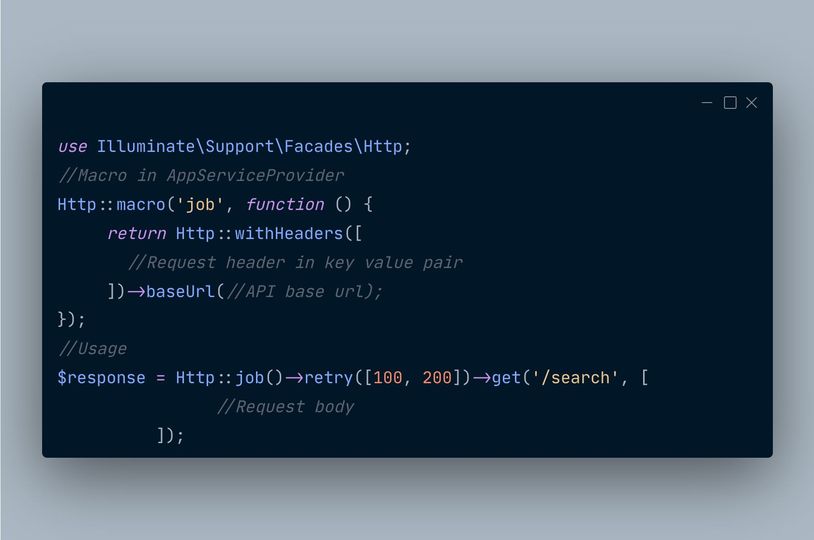 use Illuminate\Support\Facades\Http;
//Macro in AppServiceProvider
Http::macro('job', function () {
return Http::withHeaders([
//Request header in key value pair
])->baseUrl(//API base url);
});
//Usage
$response = Http::job()->retry([100, 200])->get('/search', [
//Request body
]);